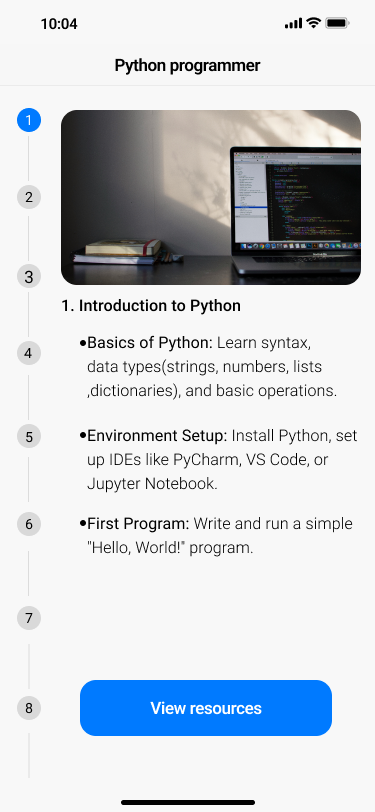 10:04
Python programmer
1
2
3
4
5
6
7
8
1. Introduction to Python
•Basics of Python: Learn syntax,
data types(strings, numbers, lists
,dictionaries), and basic operations.
•Environment Setup: Install Python, set
up IDEs like PyCharm, VS Code, or
Jupyter Notebook.
•First Program: Write and run a simple
"Hello, World!" program.
View resources